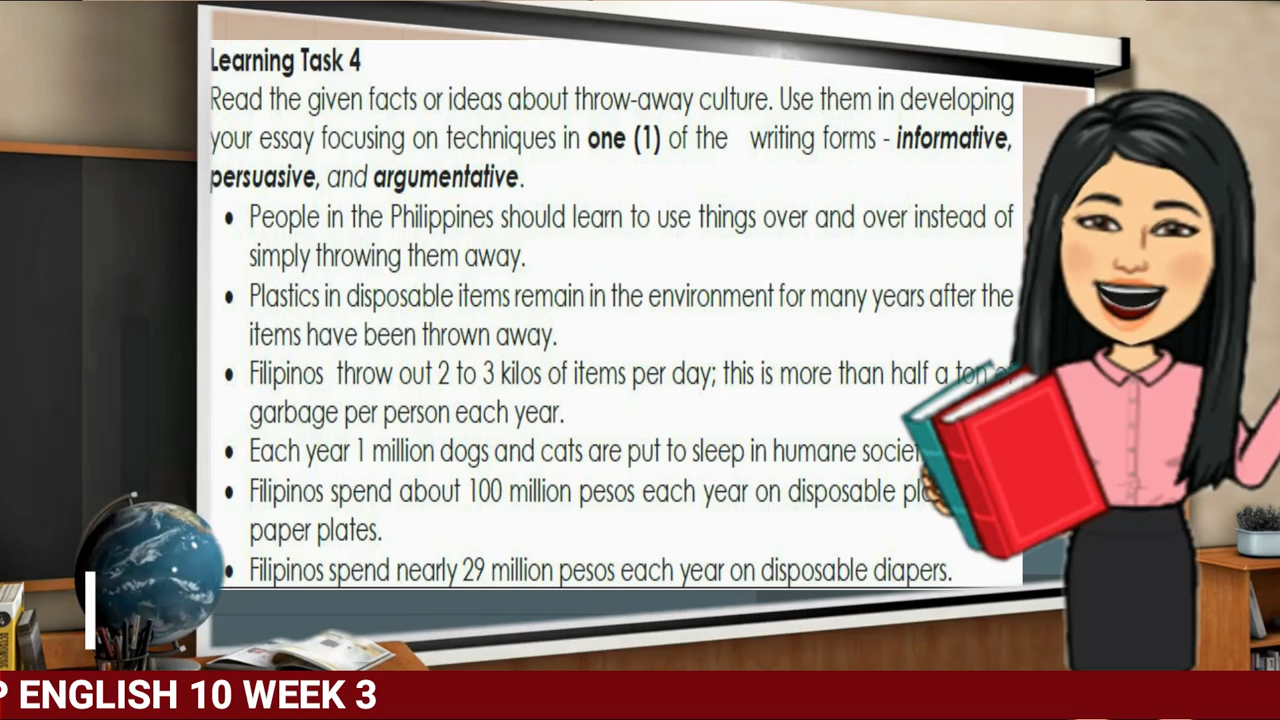 Learning Task 4
Read the given facts or ideas about throw-away culture. Use them in developing
your essay focusing on techniques in one (1) of the writing forms - informative,
persuasive, and argumentative.
• People in the Philippines should learn to use things over and over instead of
simply throwing them away.
• Plastics in disposable items remain in the environment for many years after the
items have been thrown away.
• Filipinos throw out 2 to 3 kilos of items per day; this is more than half a ton of
garbage per person each year.
• Each year 1 million dogs and cats are put to sleep in humane
• Filipinos spend about 100 million pesos each year on disposable
paper plates.
• Filipinos spend nearly 29 million pesos each year on disposable diapers.
P ENGLISH 10 WEEK 3